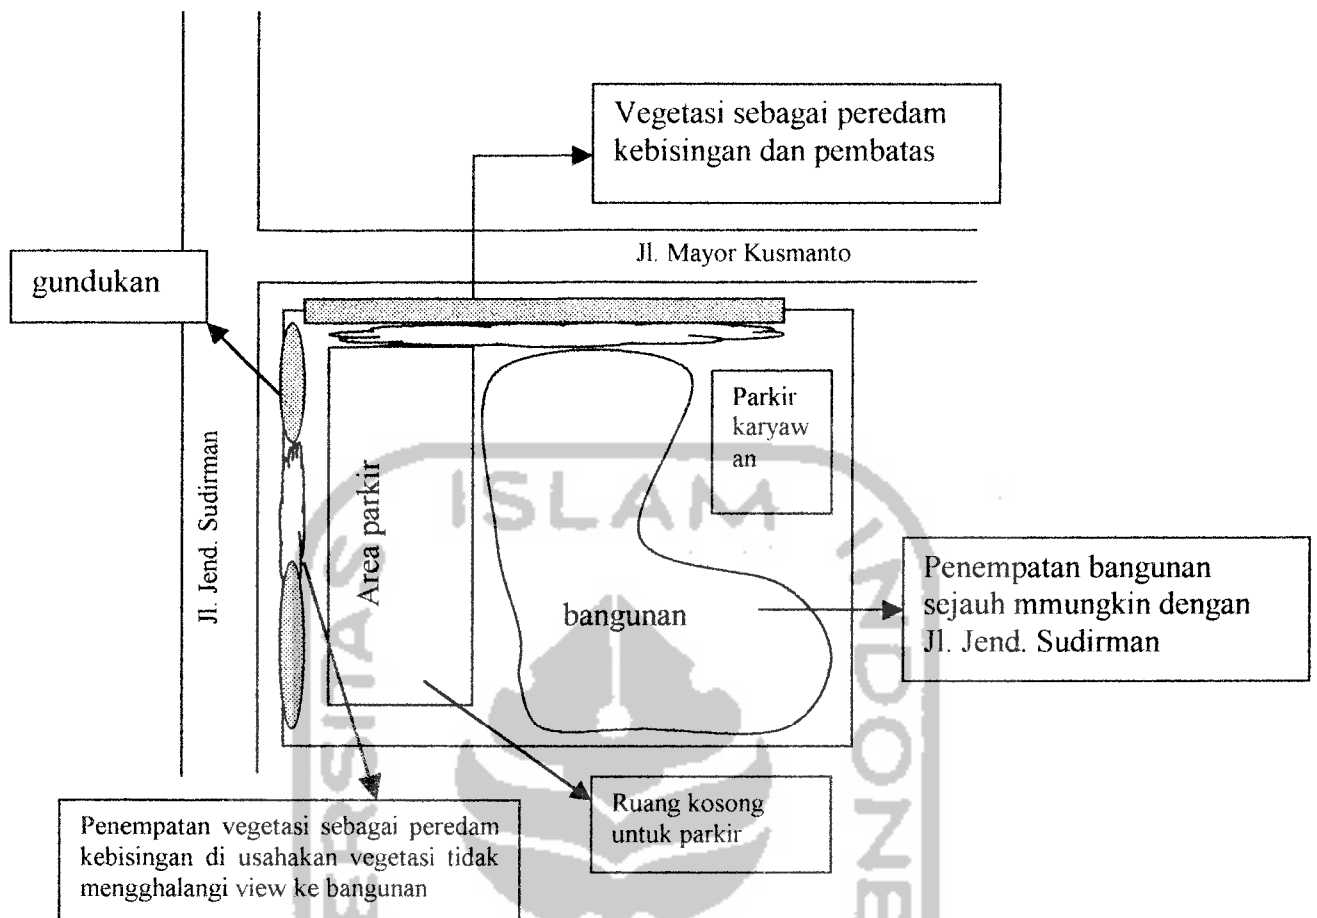 Vegetasi sebagai peredam
kebisingan dan pembatas
Jl. Mayor Kusmanto
gundukan
Parkir
karyaw
an
Jl. Jend. Sudirman
Area parkir
bangunan
Penempatan bangunan
sejauh mmungkin dengan
Jl. Jend. Sudirman
Ruang kosong
untuk parkir
Penempatan vegetasi sebagai peredam
kebisingan di usahakan vegetasi tidak
mengghalangi view ke bangunan
ISLAM
INDONE
ERSITAS